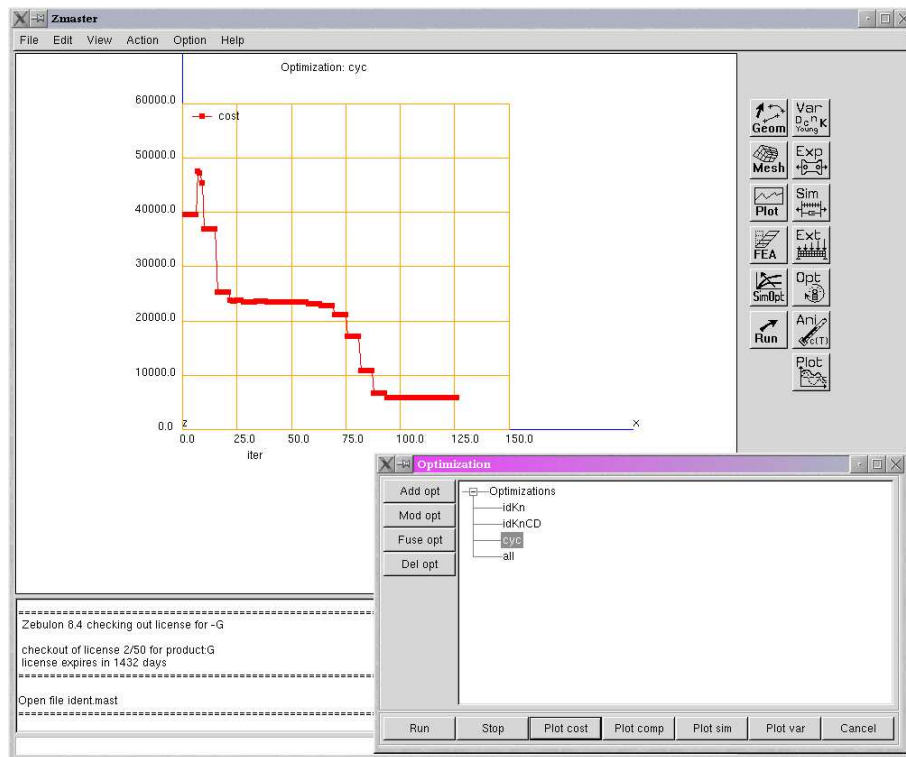 Zmaster
File Edit View Action Option Help
Optimization: cyc
60000.0
cost
50000.0
40000.0
30000.0
20000.0
10000.0
0.0
z
x
0.0 25.0 50.0 75.0 100.0 125.0 150.0
iter
Geom
Var
D c n K
Young
Mesh
Exp
Plot
Sim
FEA
Ext
SimOpt
Opt
Run
Ani
c(T)
Plot
Optimization
Add opt
Mod opt
Fuse opt
Del opt
Optimizations
idKn
idKnCD
cyc
all
Run Stop Plot cost Plot comp Plot sim Plot var Cancel
==================================================
Zebulon 8.4 checking out license for -G
checkout of license 2/50 for product:G
license expires in 1432 days
==================================================
Open file ident.mast
==================================================